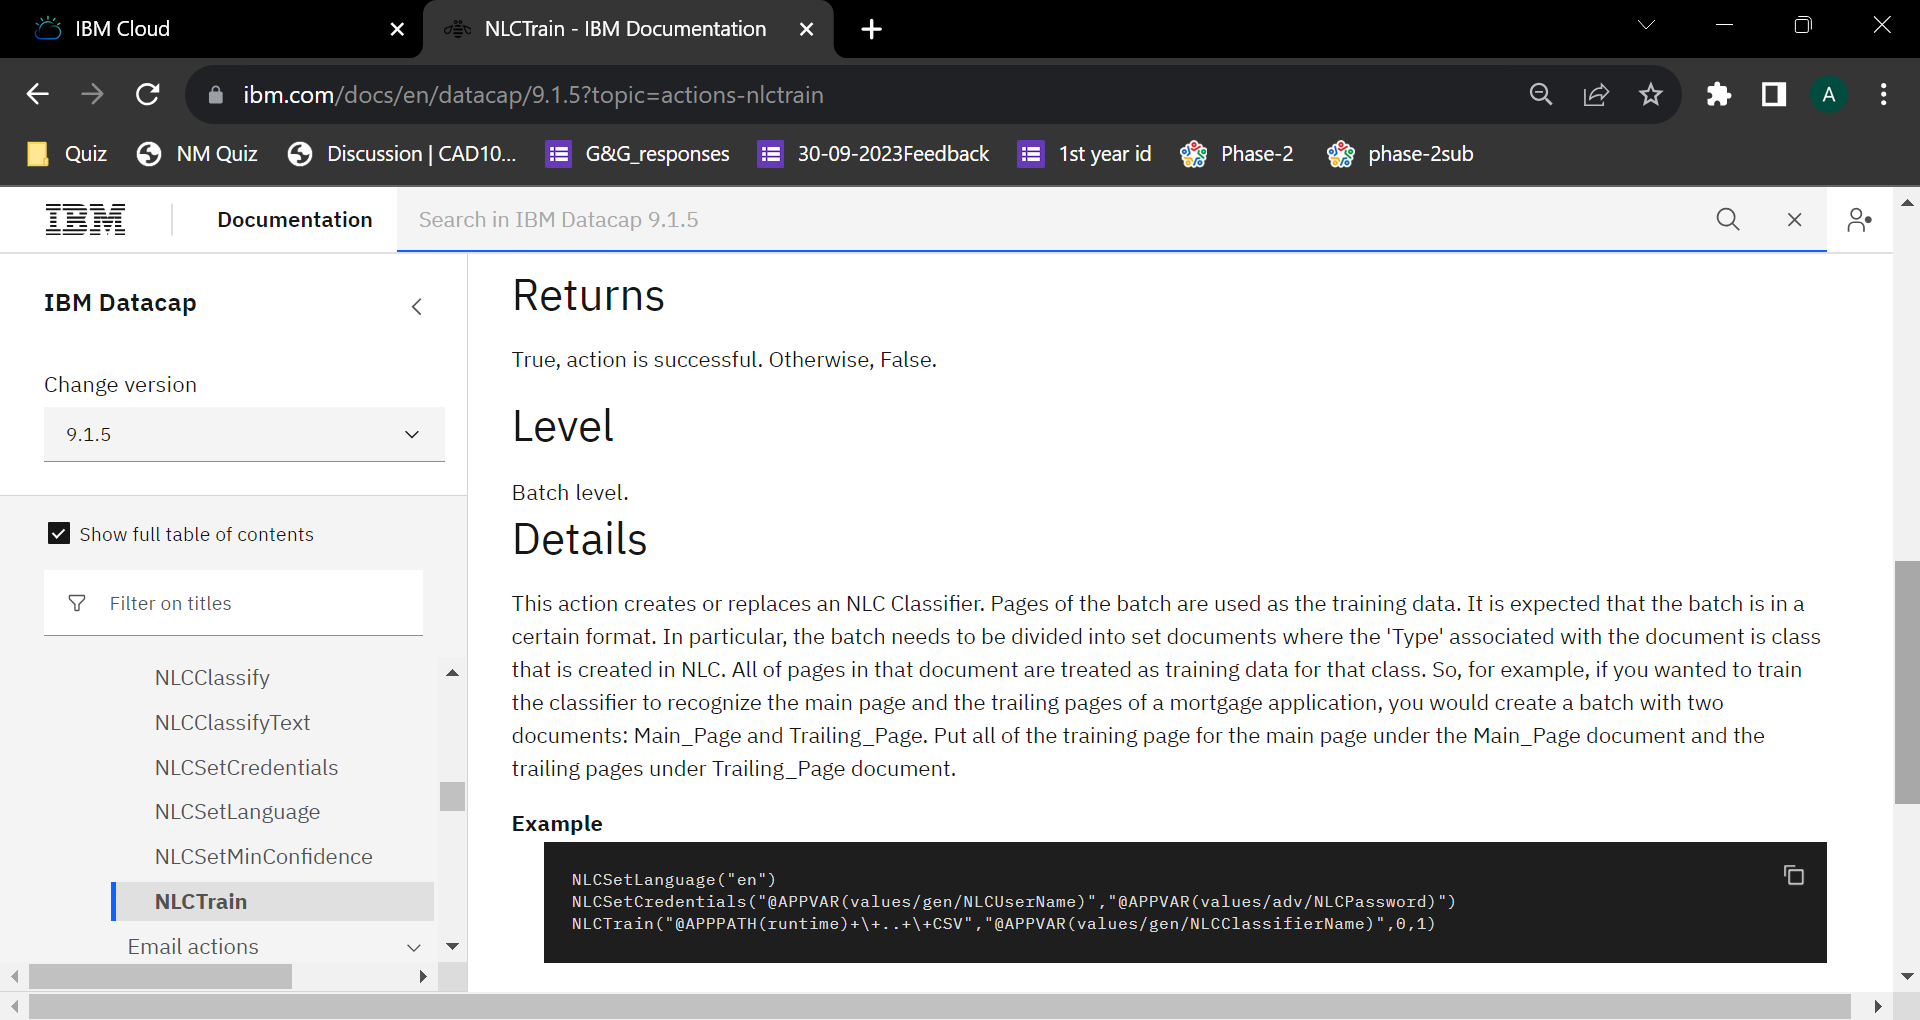 IBM Cloud
NLCTrain - IBM Documentation
ibm.com/docs/en/datacap/9.1.5?topic=actions-nlctrain
A
Quiz
NM Quiz
Discussion | CAD10...
G&G_responses
30-09-2023Feedback
1st year id
Phase-2
phase-2sub
IBM
Documentation
Search in IBM Datacap 9.1.5
IBM Datacap
Change version
9.1.5
Show full table of contents
Filter on titles
NLCClassify
NLCClassifyText
NLCSetCredentials
NLCSetLanguage
NLCSetMinConfidence
NLCTrain
Email actions
Returns
True, action is successful. Otherwise, False.
Level
Batch level.
Details
This action creates or replaces an NLC Classifier. Pages of the batch are used as the training data. It is expected that the batch is in a
certain format. In particular, the batch needs to be divided into set documents where the 'Type' associated with the document is class
that is created in NLC. All of pages in that document are treated as training data for that class. So, for example, if you wanted to train
the classifier to recognize the main page and the trailing pages of a mortgage application, you would create a batch with two
documents: Main_Page and Trailing_Page. Put all of the training page for the main page under the Main_Page document and the
trailing pages under Trailing_Page document.
Example
NLCSetLanguage("en")
NLCSetCredentials("@APPVAR(values/gen/NLCUserName)","@APPVAR(values/adv/NLCPassword)")
NLCTrain("@APPPATH(runtime)+\+..+\+CSV","@APPVAR(values/gen/NLCClassifierName)",0,1)